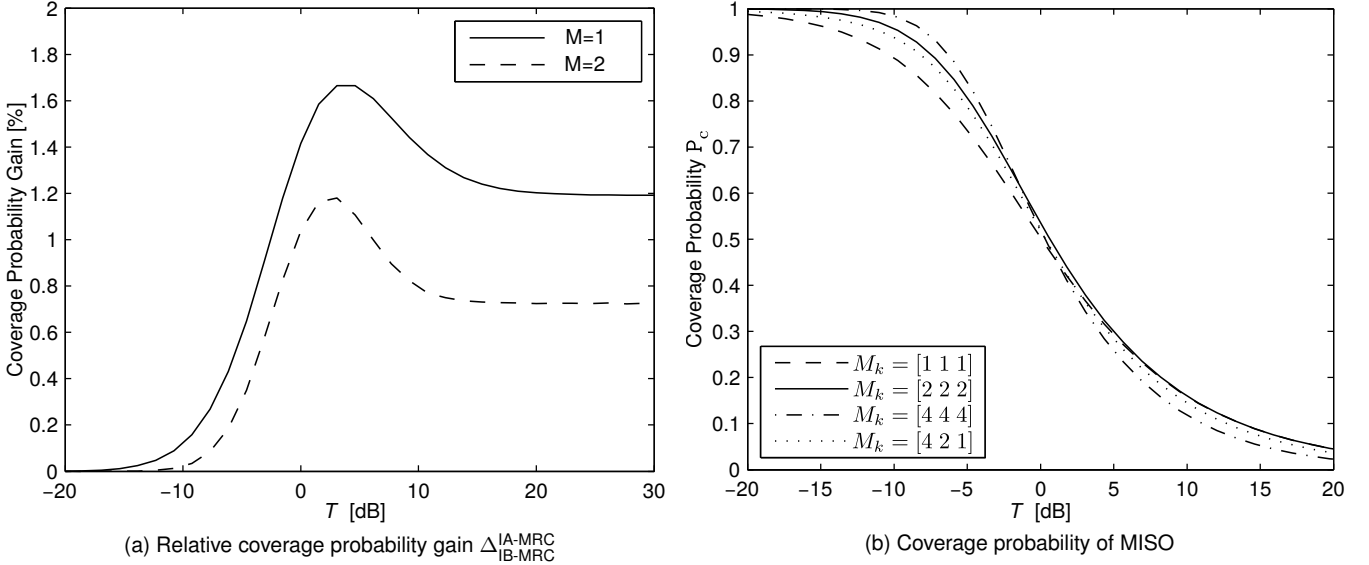 2
1.8
1.6
1.4
1.2
1
0.8
0.6
0.4
0.2
0
Coverage Probability Gain [%]
M=1
M=2
−20 −10 0 10 20 30
T [dB]
(a) Relative coverage probability gain Δ^{IA-MRC}_{IB-MRC}
1
0.9
0.8
0.7
0.6
0.5
0.4
0.3
0.2
0.1
0
Coverage Probability P_c
M_k = [1 1 1]
M_k = [2 2 2]
M_k = [4 4 4]
M_k = [4 2 1]
−20 −15 −10 −5 0 5 10 15 20
T [dB]
(b) Coverage probability of MISO